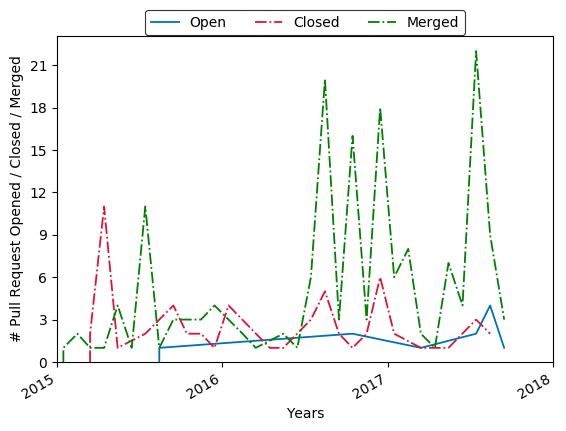 Open Closed Merged
# Pull Request Opened / Closed / Merged
21
18
15
12
9
6
3
0
2015 2016 2017 2018
Years